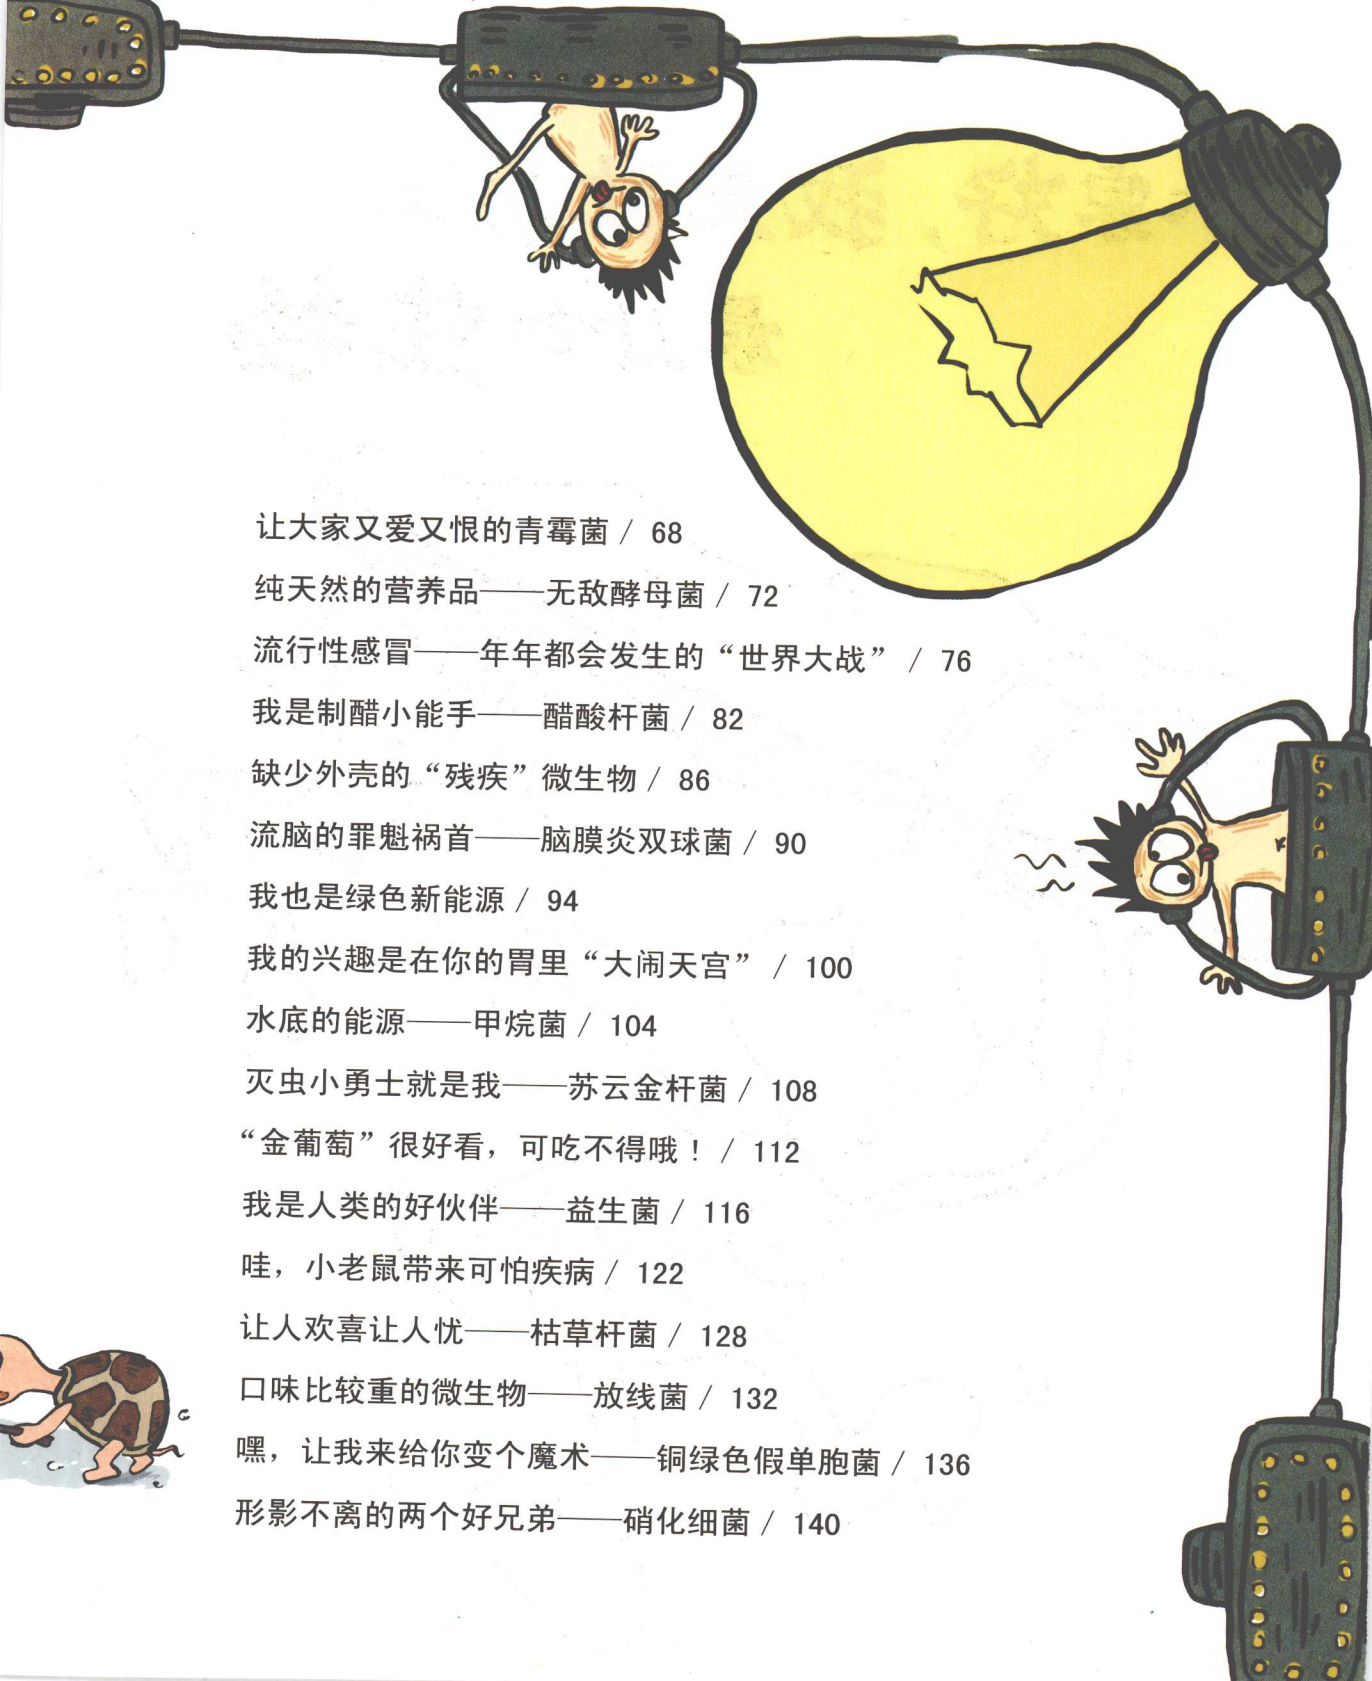 让大家又爱又恨的青霉菌 / 68
纯天然的营养品——无敌酵母菌 / 72
流行性感冒——年年都会发生的“世界大战” / 76
我是制醋小能手——醋酸杆菌 / 82
缺少外壳的“残疾”微生物 / 86
流脑的罪魁祸首——脑膜炎双球菌 / 90
我也是绿色新能源 / 94
我的兴趣是在你的胃里“大闹天宫” / 100
水底的能源——甲烷菌 / 104
灭虫小勇士就是我——苏云金杆菌 / 108
“金葡萄”很好看，可吃不得哦！ / 112
我是人类的好伙伴——益生菌 / 116
哇，小老鼠带来可怕疾病 / 122
让人欢喜让人忧——枯草杆菌 / 128
口味比较重的微生物——放线菌 / 132
嘿，让我来给你变个魔术——铜绿色假单胞菌 / 136
形影不离的两个好兄弟——硝化细菌 / 140